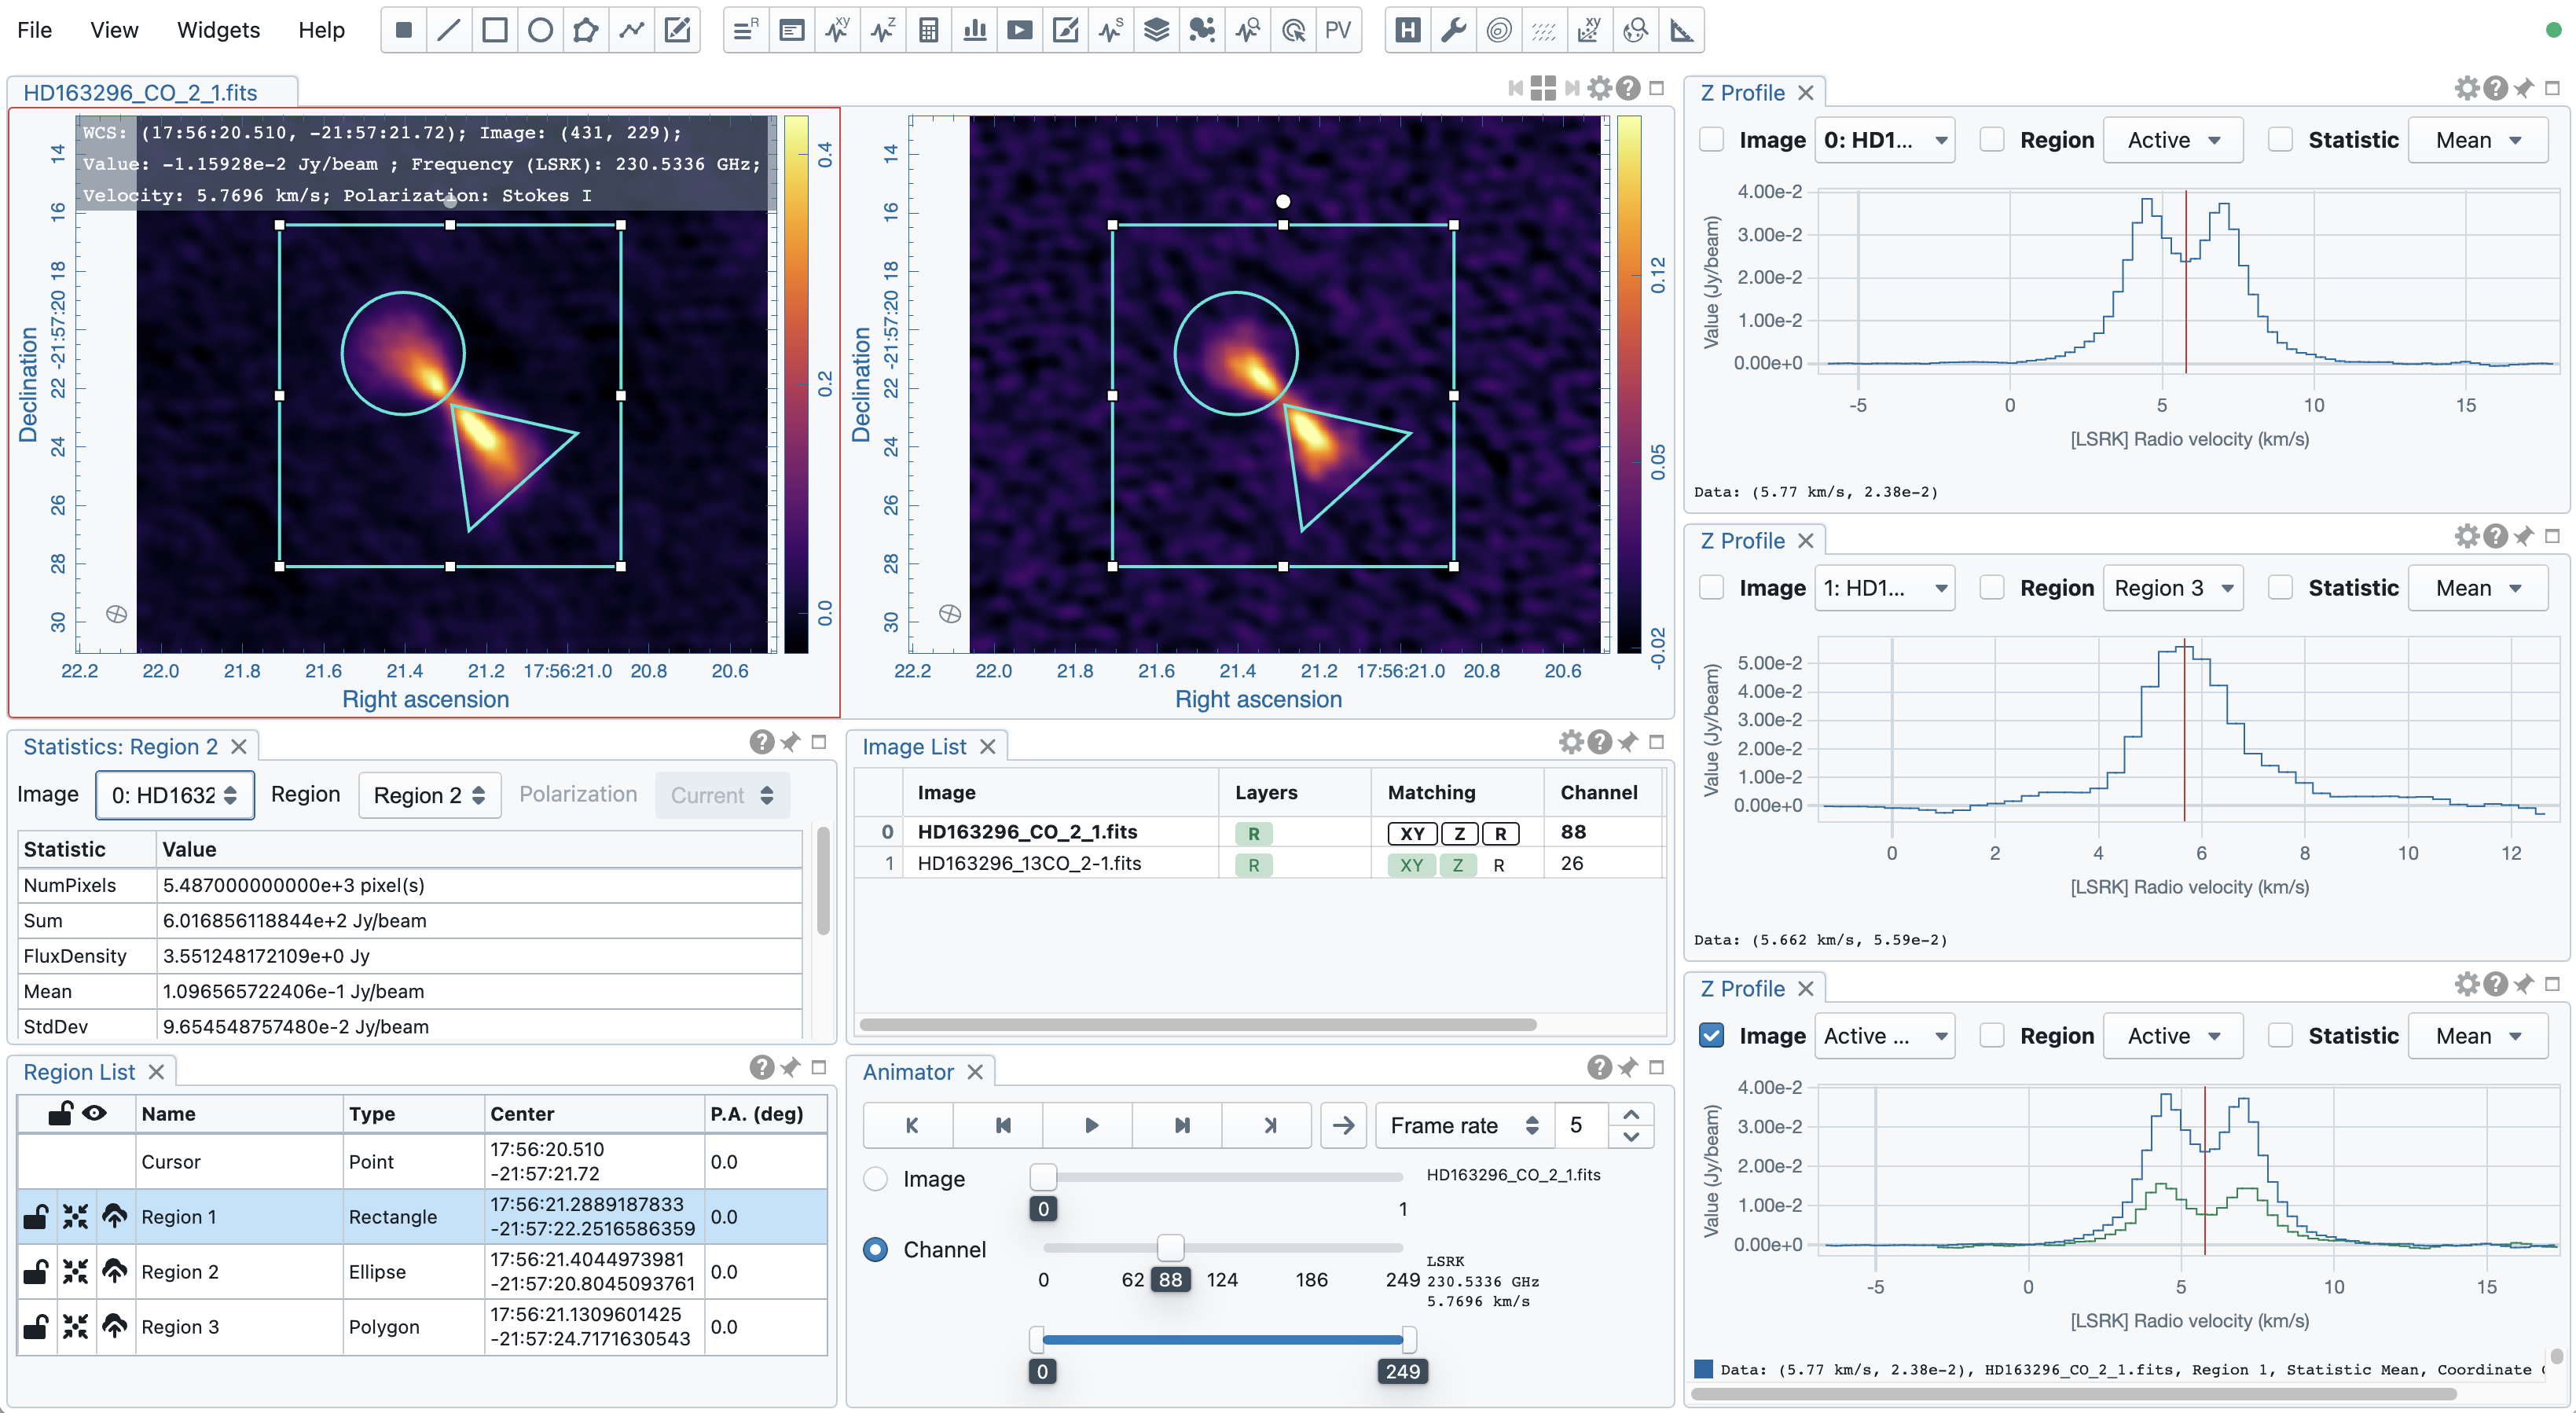 File View Widgets Help
R XY Z S PV H xy
HD163296_CO_2_1.fits
WCS: (17:56:20.510, -21:57:21.72); Image: (431, 229);
Value: -1.15928e-2 Jy/beam ; Frequency (LSRK): 230.5336 GHz;
Velocity: 5.7696 km/s; Polarization: Stokes I
Declination
14
16
18
-21:57:20
22
24
26
28
30
22.2 22.0 21.8 21.6 21.4 21.2 17:56:21.0 20.8 20.6
Right ascension
0.4
0.2
0.0
Declination
14
16
18
-21:57:20
22
24
26
28
30
22.2 22.0 21.8 21.6 21.4 21.2 17:56:21.0 20.8 20.6
Right ascension
0.12
0.05
-0.02
Z Profile
Image 0: HD1... Region Active Statistic Mean
Value (Jy/beam)
4.00e-2
3.00e-2
2.00e-2
1.00e-2
0.00e+0
-5 0 5 10 15
[LSRK] Radio velocity (km/s)
Data: (5.77 km/s, 2.38e-2)
Z Profile
Image 1: HD1... Region Region 3 Statistic Mean
Value (Jy/beam)
5.00e-2
4.00e-2
3.00e-2
2.00e-2
1.00e-2
0.00e+0
0 2 4 6 8 10 12
[LSRK] Radio velocity (km/s)
Data: (5.662 km/s, 5.59e-2)
Z Profile
Image Active ... Region Active Statistic Mean
Value (Jy/beam)
4.00e-2
3.00e-2
2.00e-2
1.00e-2
0.00e+0
-5 0 5 10 15
[LSRK] Radio velocity (km/s)
Data: (5.77 km/s, 2.38e-2), HD163296_CO_2_1.fits, Region 1, Statistic Mean, Coordinate
Statistics: Region 2
Image 0: HD1632 Region Region 2 Polarization Current
Statistic Value
NumPixels 5.487000000000e+3 pixel(s)
Sum 6.016856118844e+2 Jy/beam
FluxDensity 3.551248172109e+0 Jy
Mean 1.096565722406e-1 Jy/beam
StdDev 9.654548757480e-2 Jy/beam
Image List
Image Layers Matching Channel
0 HD163296_CO_2_1.fits R XY Z R 88
1 HD163296_13CO_2-1.fits R XY Z R 26
Region List
Name Type Center P.A. (deg)
Cursor Point 17:56:20.510 0.0
-21:57:21.72
Region 1 Rectangle 17:56:21.2889187833 0.0
-21:57:22.2516586359
Region 2 Ellipse 17:56:21.4044973981 0.0
-21:57:20.8045093761
Region 3 Polygon 17:56:21.1309601425 0.0
-21:57:24.7171630543
Animator
Frame rate 5
Image HD163296_CO_2_1.fits
0 1
Channel
0 62 88 124 186 249
LSRK
230.5336 GHz
5.7696 km/s
0 249